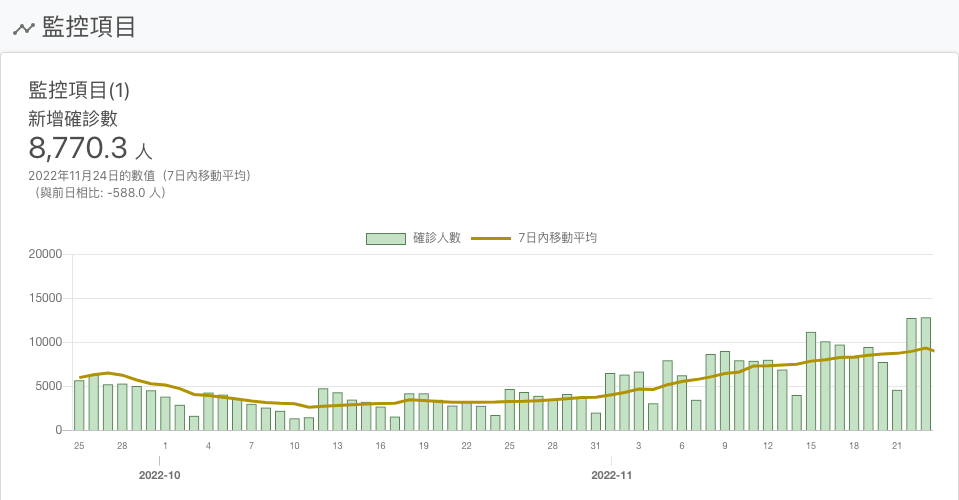 監控項目
監控項目(1)
新增確診數
8,770.3 人
2022年11月24日的數值（7日內移動平均）
（與前日相比: -588.0 人）
確診人數 7日內移動平均
20000
15000
10000
5000
0
25 28 1 4 7 10 13 16 19 22 25 28 31 3 6 9 12 15 18 21
2022-10 2022-11